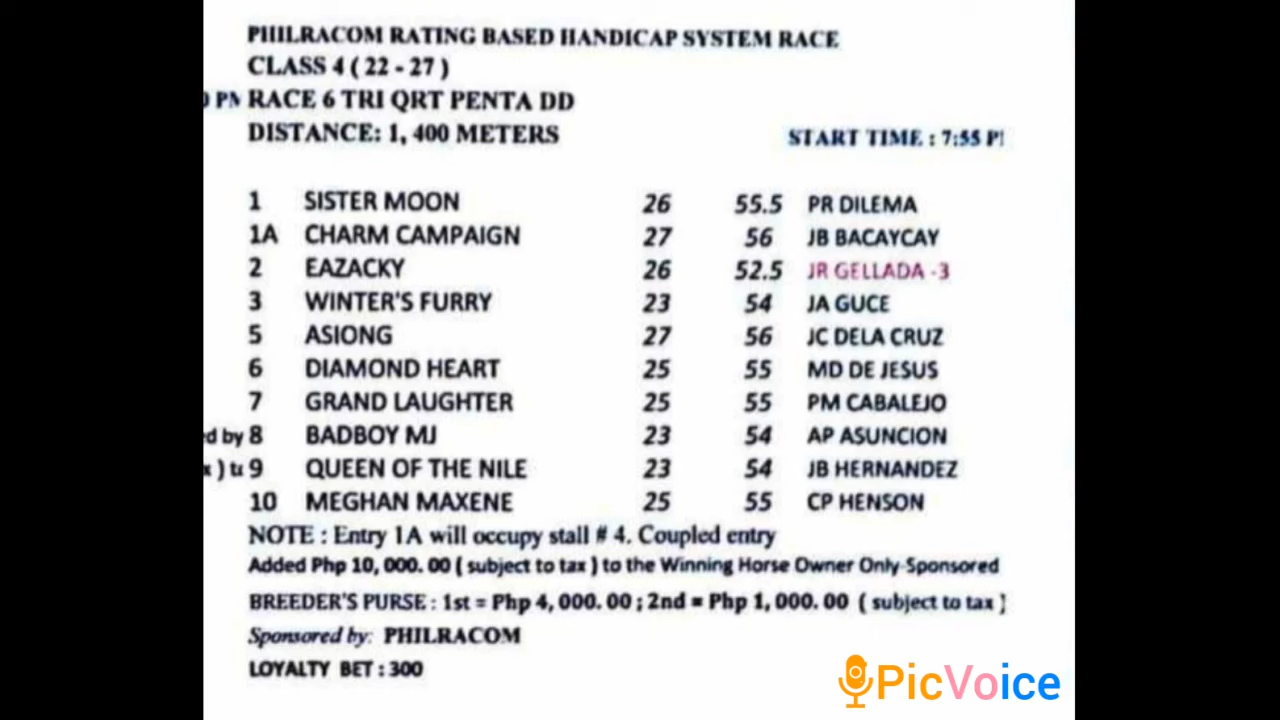 PHILRACOM RATING BASED HANDICAP SYSTEM RACE
CLASS 4 ( 22 - 27 )
RACE 6 TRI QRT PENTA DD
DISTANCE: 1, 400 METERS START TIME : 7:55 P
1 SISTER MOON 26 55.5 PR DILEMA
1A CHARM CAMPAIGN 27 56 JB BACAYCAY
2 EAZACKY 26 52.5 JR GELLADA -3
3 WINTER'S FURRY 23 54 JA GUCE
5 ASIONG 27 56 JC DELA CRUZ
6 DIAMOND HEART 25 55 MD DE JESUS
7 GRAND LAUGHTER 25 55 PM CABALEJO
ed by 8 BADBOY MJ 23 54 AP ASUNCION
x ) to 9 QUEEN OF THE NILE 23 54 JB HERNANDEZ
10 MEGHAN MAXENE 25 55 CP HENSON
NOTE : Entry 1A will occupy stall # 4. Coupled entry
Added Php 10, 000. 00 ( subject to tax ) to the Winning Horse Owner Only-Sponsored
BREEDER'S PURSE : 1st = Php 4, 000. 00 ; 2nd = Php 1, 000. 00 ( subject to tax )
Sponsored by: PHILRACOM
LOYALTY BET : 300
PicVoice